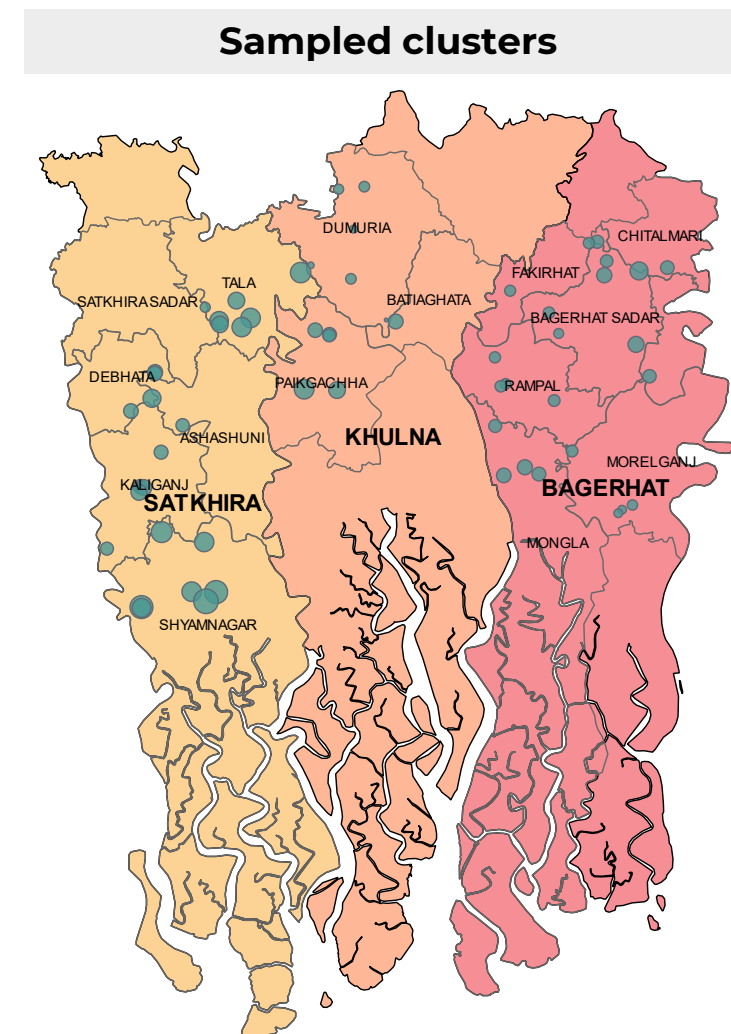 Sampled clusters
DUMURIA
CHITALMARI
FAKIRHAT
TALA
SATKHIRA SADAR
BATIAGHATA
BAGERHAT SADAR
DEBHATA
PAIKGACHHA
RAMPAL
ASHASHUNI
KHULNA
MORELGANJ
KALIGANJ
SATKHIRA
BAGERHAT
MONGLA
SHYAMNAGAR